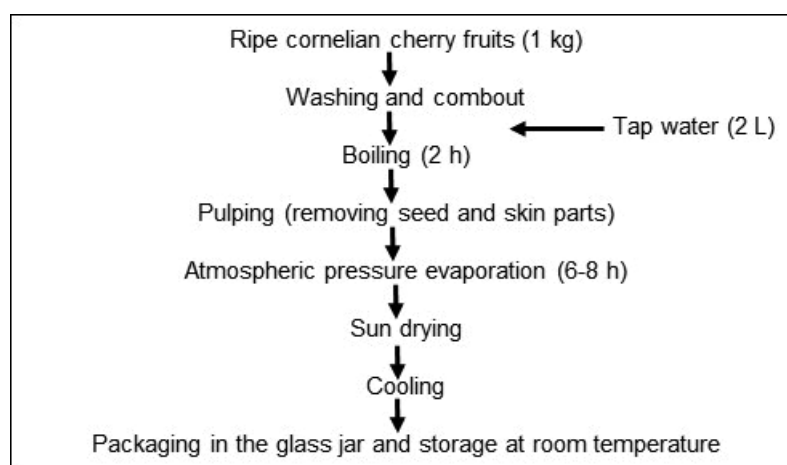 Ripe cornelian cherry fruits (1 kg)
Washing and combout
Tap water (2 L)
Boiling (2 h)
Pulping (removing seed and skin parts)
Atmospheric pressure evaporation (6-8 h)
Sun drying
Cooling
Packaging in the glass jar and storage at room temperature